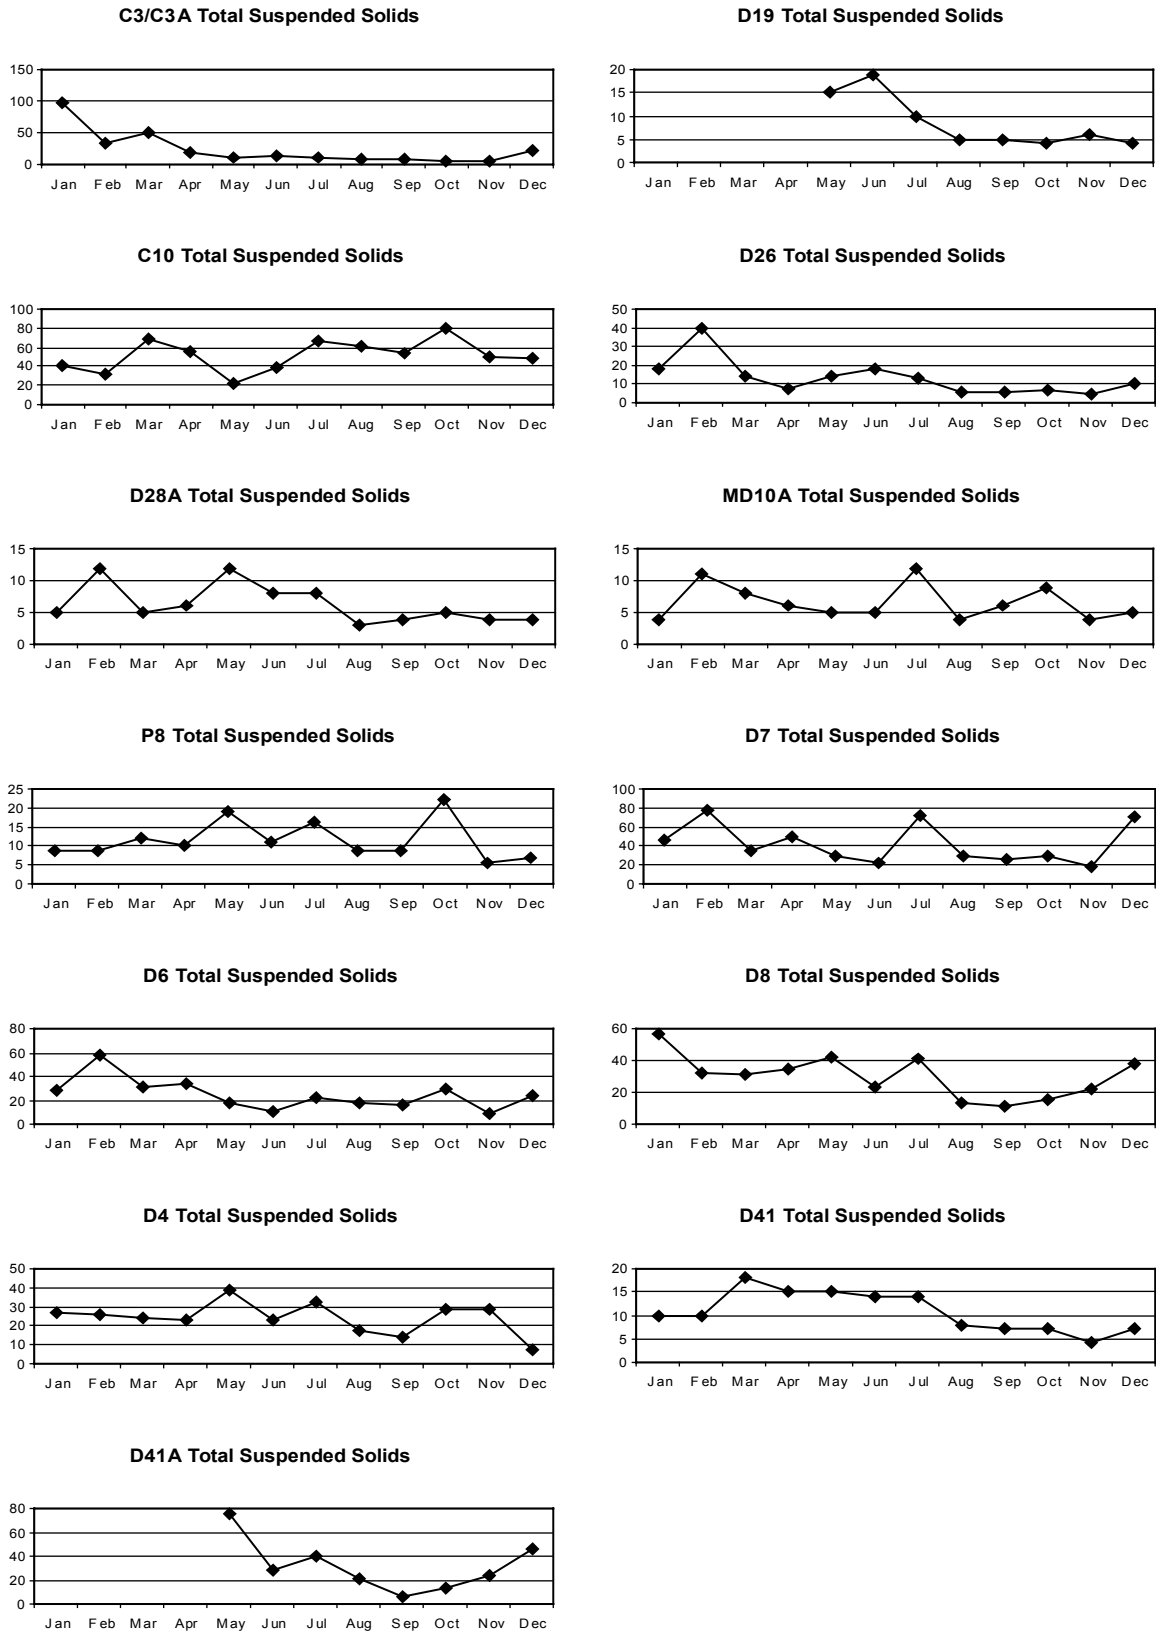 C3/C3A Total Suspended Solids
150
100
50
0
Jan Feb Mar Apr May Jun Jul Aug Sep Oct Nov Dec
D19 Total Suspended Solids
20
15
10
5
0
Jan Feb Mar Apr May Jun Jul Aug Sep Oct Nov Dec
C10 Total Suspended Solids
100
80
60
40
20
0
Jan Feb Mar Apr May Jun Jul Aug Sep Oct Nov Dec
D26 Total Suspended Solids
50
40
30
20
10
0
Jan Feb Mar Apr May Jun Jul Aug Sep Oct Nov Dec
D28A Total Suspended Solids
15
10
5
0
Jan Feb Mar Apr May Jun Jul Aug Sep Oct Nov Dec
MD10A Total Suspended Solids
15
10
5
0
Jan Feb Mar Apr May Jun Jul Aug Sep Oct Nov Dec
P8 Total Suspended Solids
25
20
15
10
5
0
Jan Feb Mar Apr May Jun Jul Aug Sep Oct Nov Dec
D7 Total Suspended Solids
100
80
60
40
20
0
Jan Feb Mar Apr May Jun Jul Aug Sep Oct Nov Dec
D6 Total Suspended Solids
80
60
40
20
0
Jan Feb Mar Apr May Jun Jul Aug Sep Oct Nov Dec
D8 Total Suspended Solids
60
40
20
0
Jan Feb Mar Apr May Jun Jul Aug Sep Oct Nov Dec
D4 Total Suspended Solids
50
40
30
20
10
0
Jan Feb Mar Apr May Jun Jul Aug Sep Oct Nov Dec
D41 Total Suspended Solids
20
15
10
5
0
Jan Feb Mar Apr May Jun Jul Aug Sep Oct Nov Dec
D41A Total Suspended Solids
80
60
40
20
0
Jan Feb Mar Apr May Jun Jul Aug Sep Oct Nov Dec